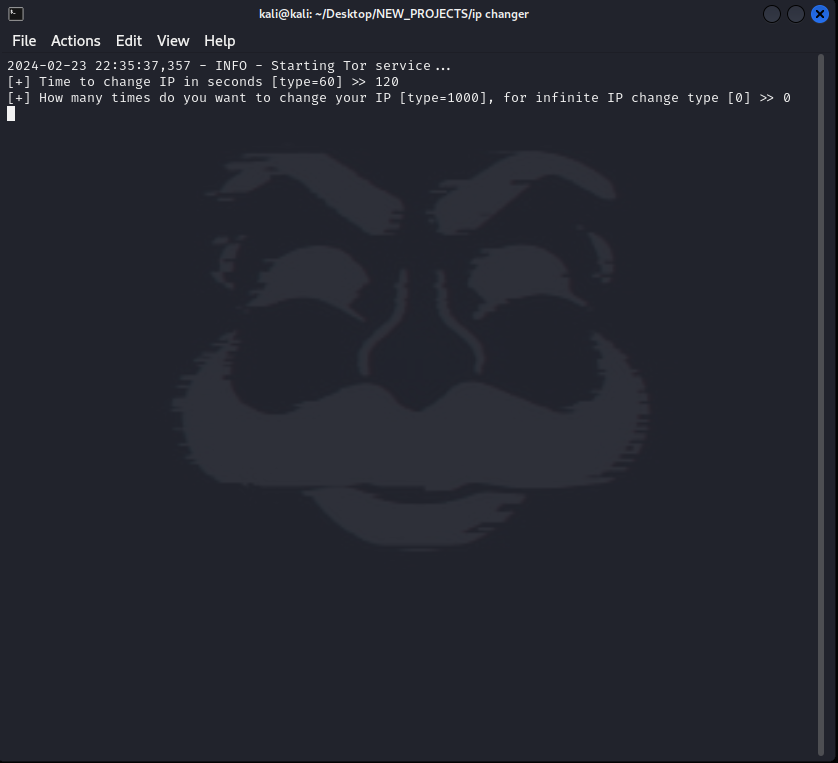 kali@kali: ~/Desktop/NEW_PROJECTS/ip changer
File Actions Edit View Help
2024-02-23 22:35:37,357 - INFO - Starting Tor service...
[+] Time to change IP in seconds [type=60] >> 120
[+] How many times do you want to change your IP [type=1000], for infinite IP change type [0] >> 0